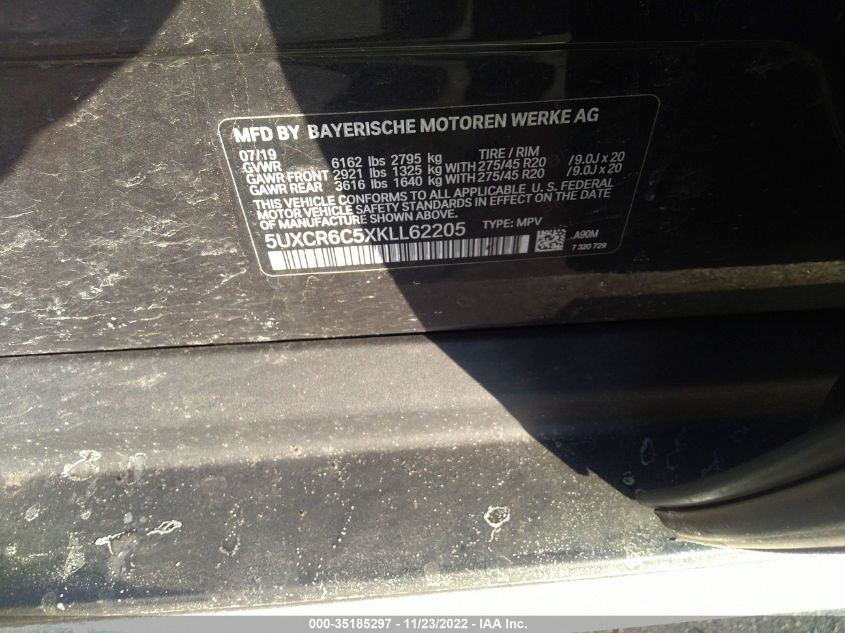 MFD BY BAYERISCHE MOTOREN WERKE AG
07/19 TIRE / RIM
GVWR 6162 lbs 2795 kg
GAWR FRONT 2921 lbs 1325 kg WITH 275/45 R20 /9.0J x 20
GAWR REAR 3616 lbs 1640 kg WITH 275/45 R20 /9.0J x 20
THIS VEHICLE CONFORMS TO ALL APPLICABLE U.S. FEDERAL
MOTOR VEHICLE SAFETY STANDARDS IN EFFECT ON THE DATE
OF MANUFACTURE SHOWN ABOVE.
5UXCR6C5XKLL62205 TYPE: MPV
A90M
7 320 729
000-35185297 - 11/23/2022 - IAA Inc.